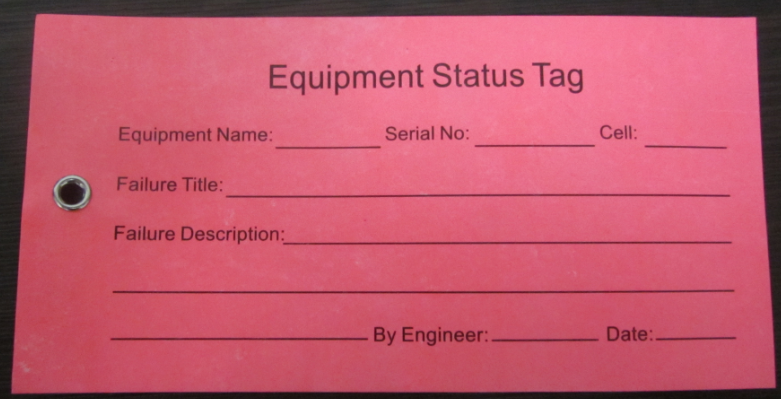 Equipment Status Tag
Equipment Name: Serial No: Cell:
Failure Title:
Failure Description:
By Engineer: Date: